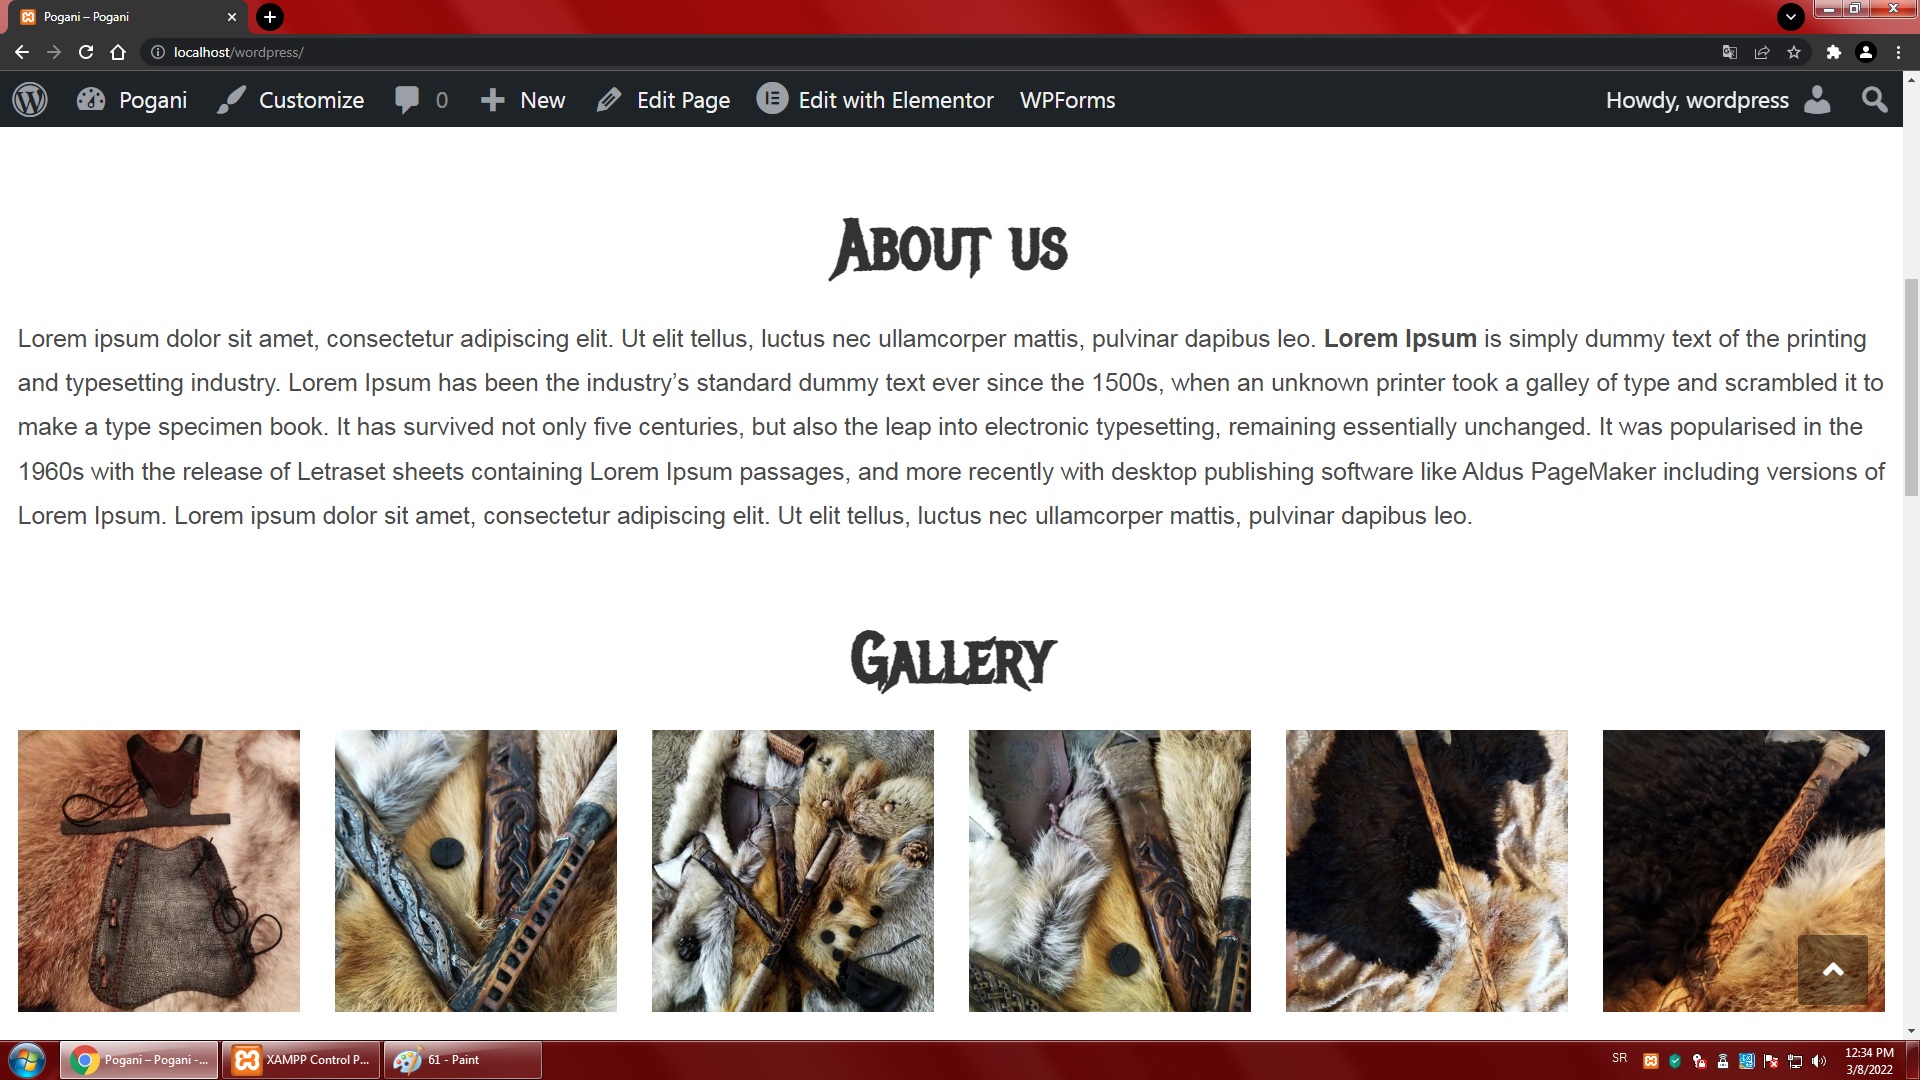 Pogani – Pogani
localhost/wordpress/
Pogani Customize 0 New Edit Page Edit with Elementor WPForms Howdy, wordpress
About us
Lorem ipsum dolor sit amet, consectetur adipiscing elit. Ut elit tellus, luctus nec ullamcorper mattis, pulvinar dapibus leo. Lorem Ipsum is simply dummy text of the printing
and typesetting industry. Lorem Ipsum has been the industry’s standard dummy text ever since the 1500s, when an unknown printer took a galley of type and scrambled it to
make a type specimen book. It has survived not only five centuries, but also the leap into electronic typesetting, remaining essentially unchanged. It was popularised in the
1960s with the release of Letraset sheets containing Lorem Ipsum passages, and more recently with desktop publishing software like Aldus PageMaker including versions of
Lorem Ipsum. Lorem ipsum dolor sit amet, consectetur adipiscing elit. Ut elit tellus, luctus nec ullamcorper mattis, pulvinar dapibus leo.
Gallery
Pogani – Pogani -... XAMPP Control P... 61 - Paint SR 12:34 PM
3/8/2022